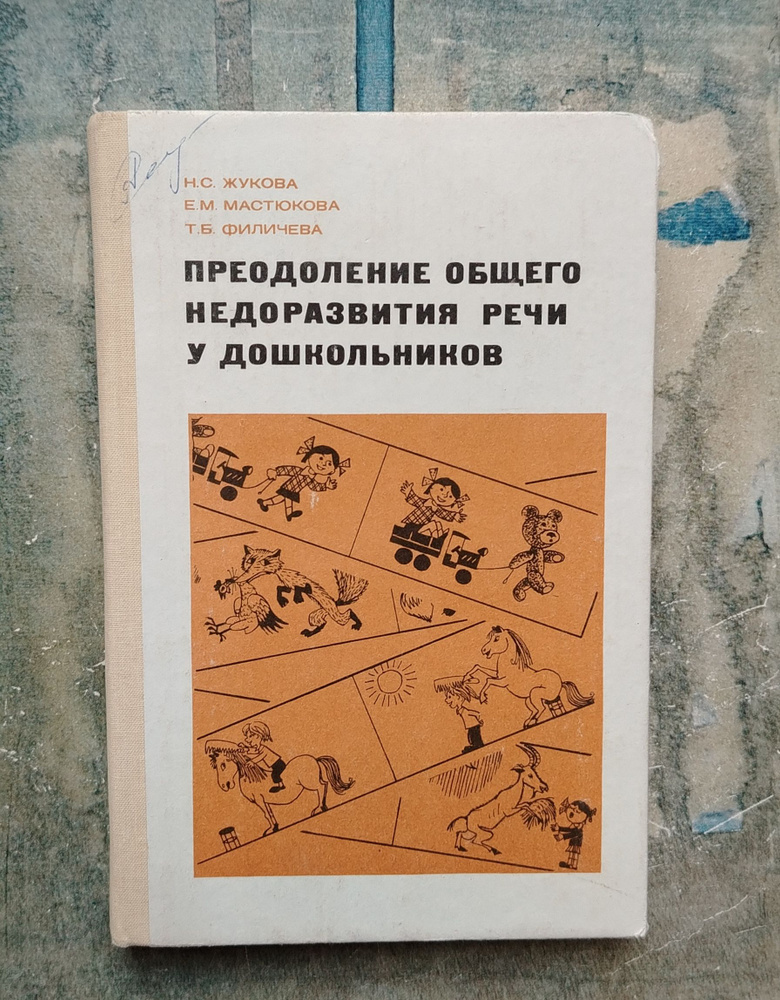 Н.С. ЖУКОВА
Е.М. МАСТЮКОВА
Т.Б. ФИЛИЧЕВА
ПРЕОДОЛЕНИЕ ОБЩЕГО
НЕДОРАЗВИТИЯ РЕЧИ
У ДОШКОЛЬНИКОВ